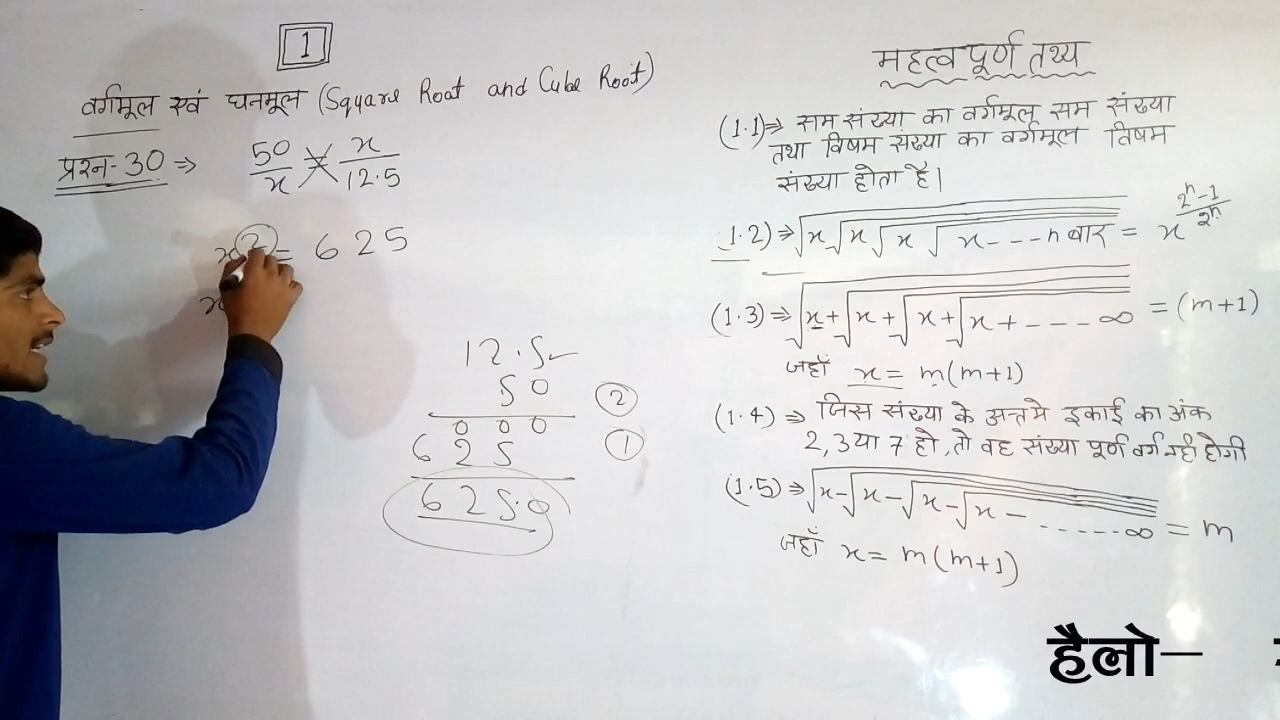 1
वर्गमूल एवं घनमूल (Square Root and Cube Root)
प्रश्न-30 ⇒ 50/x × x/12.5
x² = 625
x
12.5
50
000
625
625.0
②
①
महत्वपूर्ण तथ्य
(1.1)⇒ सम संख्या का वर्गमूल सम संख्या
तथा विषम संख्या का वर्गमूल विषम
संख्या होता है।
1.2) ⇒ √x√x√x√x---n बार = x^(2ⁿ-1/2ⁿ)
(1.3) ⇒ √x+√x+√x+√x+ - - - ∞ = (m+1)
जहाँ x = m(m+1)
(1.4) ⇒ जिस संख्या के अन्त मे इकाई का अंक
2, 3 या 7 हो, तो वह संख्या पूर्ण वर्ग नहीं होगी
(1.5) ⇒ √x-√x-√x-√x- ------∞ = m
जहाँ x = m(m+1)
हैलो—